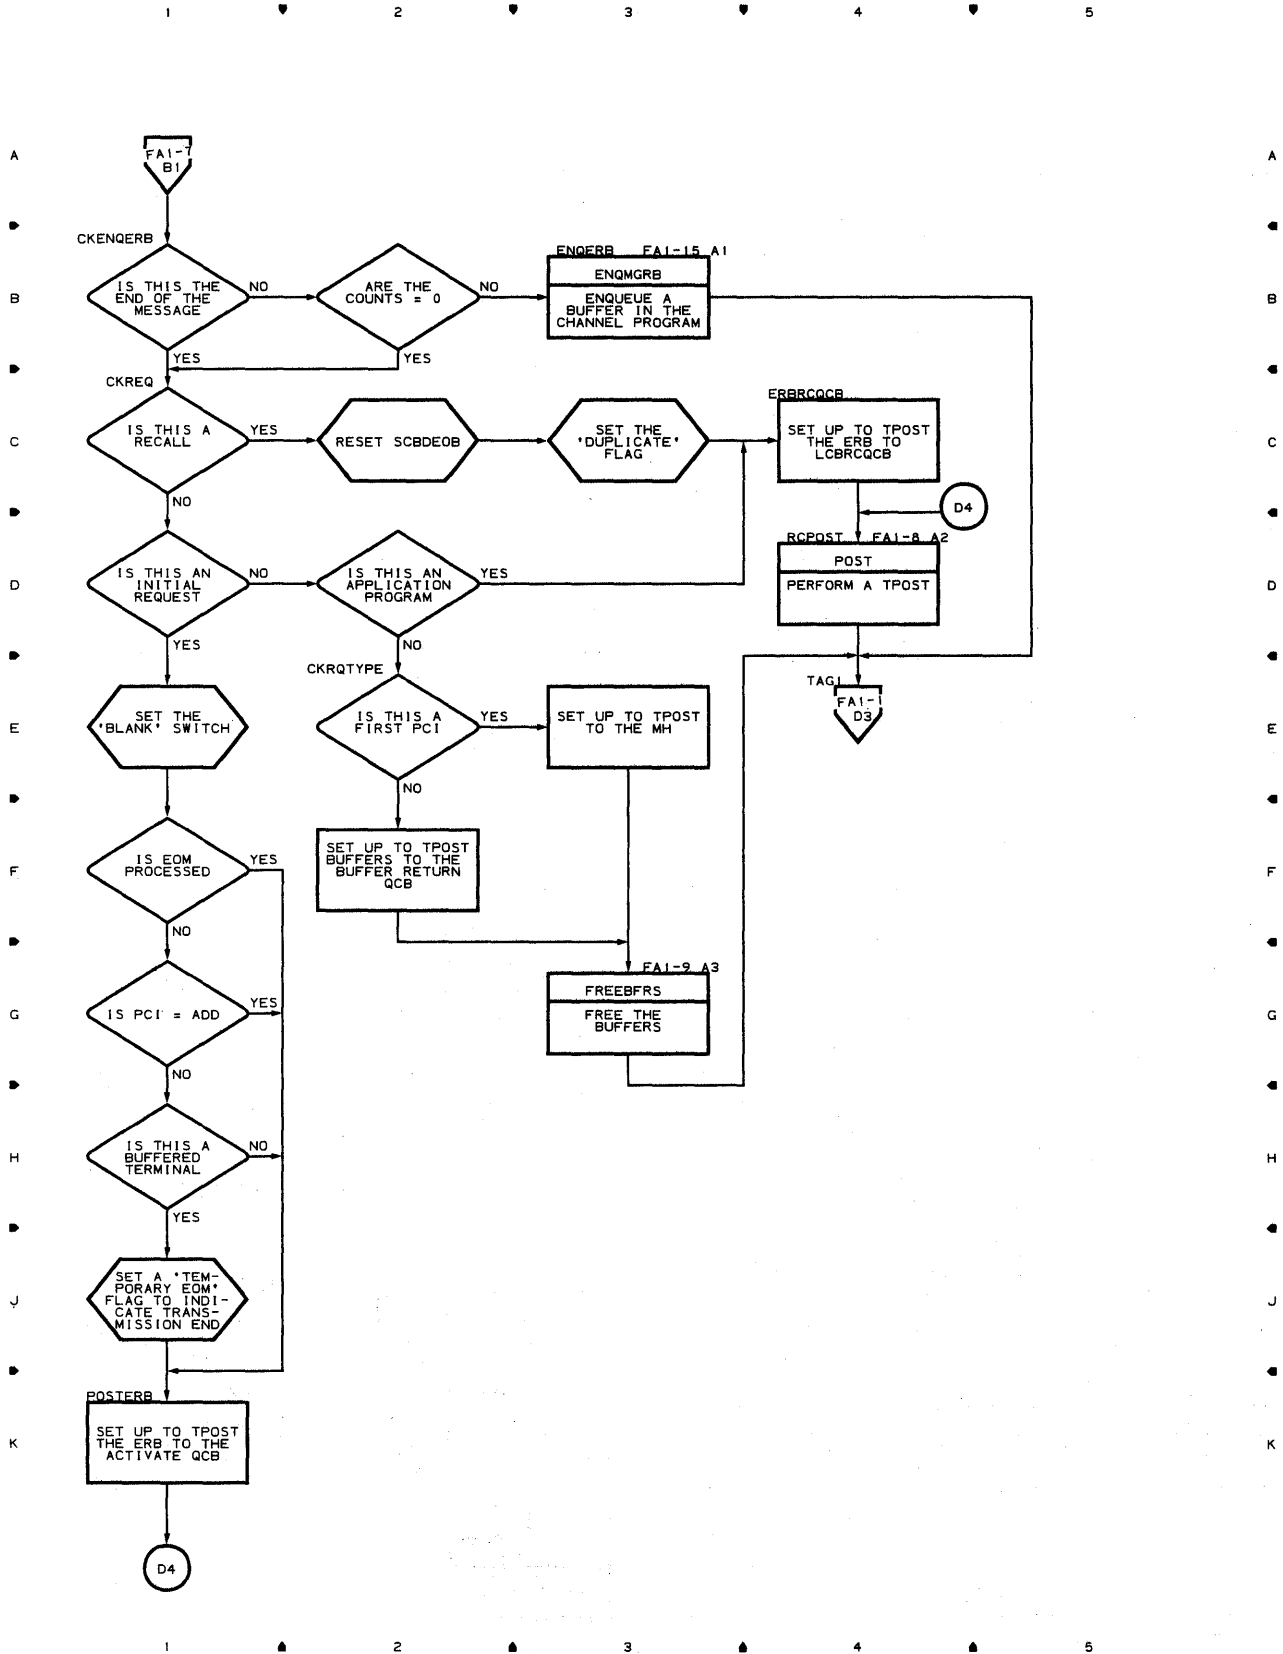 1 2 3 4 5
A A
FA1-7
B1
CKENQERB
ENQERB FA1-15 A1
B B
IS THIS THE
END OF THE
MESSAGE
NO
ARE THE
COUNTS = 0
NO
ENQMGRB
ENQUEUE A
BUFFER IN THE
CHANNEL PROGRAM
YES
YES
CKREQ
ERBRCQCB
C C
IS THIS A
RECALL
YES
RESET SCBDEOB
SET THE
'DUPLICATE'
FLAG
SET UP TO TPOST
THE ERB TO
LCBRCQCB
NO
D4
RCPOST FA1-8 A2
D D
IS THIS AN
INITIAL
REQUEST
NO
IS THIS AN
APPLICATION
PROGRAM
YES
POST
PERFORM A TPOST
YES
NO
CKRQTYPE
TAG1
E E
SET THE
'BLANK' SWITCH
IS THIS A
FIRST PCI
YES
SET UP TO TPOST
TO THE MH
FA1-
D3
NO
F F
IS EOM
PROCESSED
YES
SET UP TO TPOST
BUFFERS TO THE
BUFFER RETURN
QCB
NO
FA1-9 A3
G G
IS PCI = ADD
YES
FREEBFRS
FREE THE
BUFFERS
NO
H H
IS THIS A
BUFFERED
TERMINAL
NO
YES
J J
SET A 'TEM-
PORARY EOM'
FLAG TO INDI-
CATE TRANS-
MISSION END
POSTERB
K K
SET UP TO TPOST
THE ERB TO THE
ACTIVATE QCB
D4
1 2 3 4 5